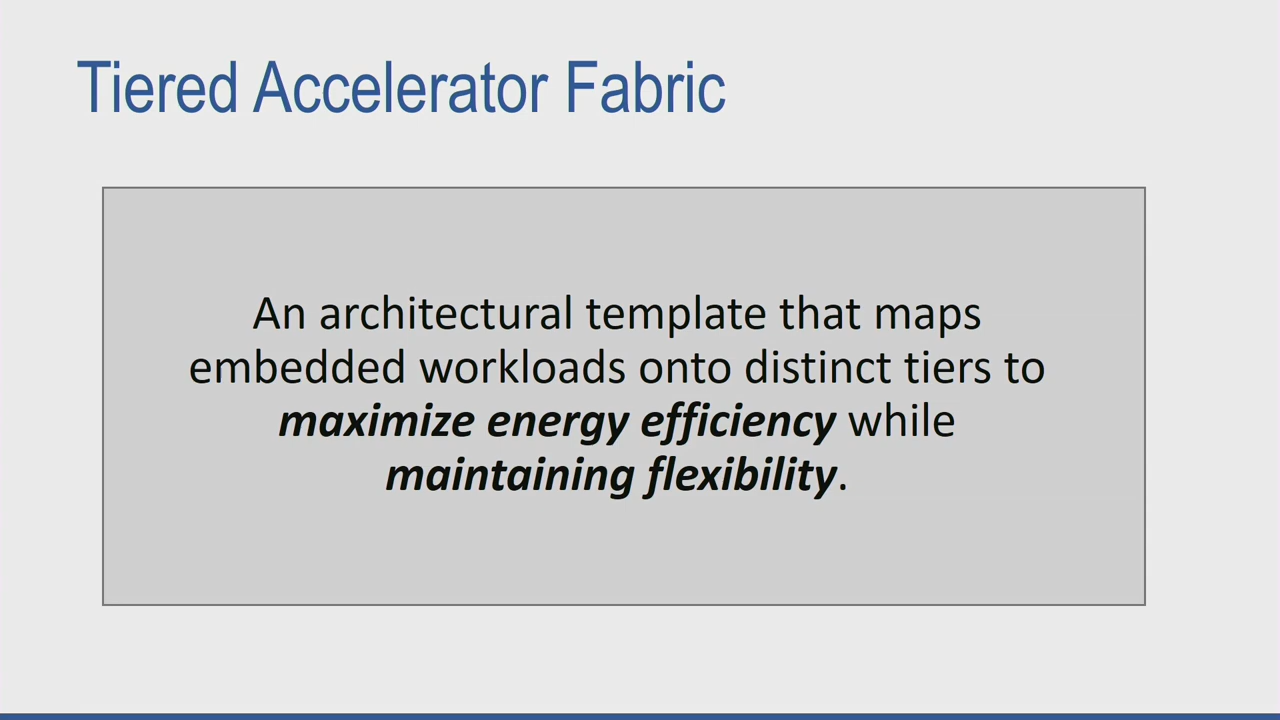 Tiered Accelerator Fabric
An architectural template that maps
embedded workloads onto distinct tiers to
maximize energy efficiency while
maintaining flexibility.